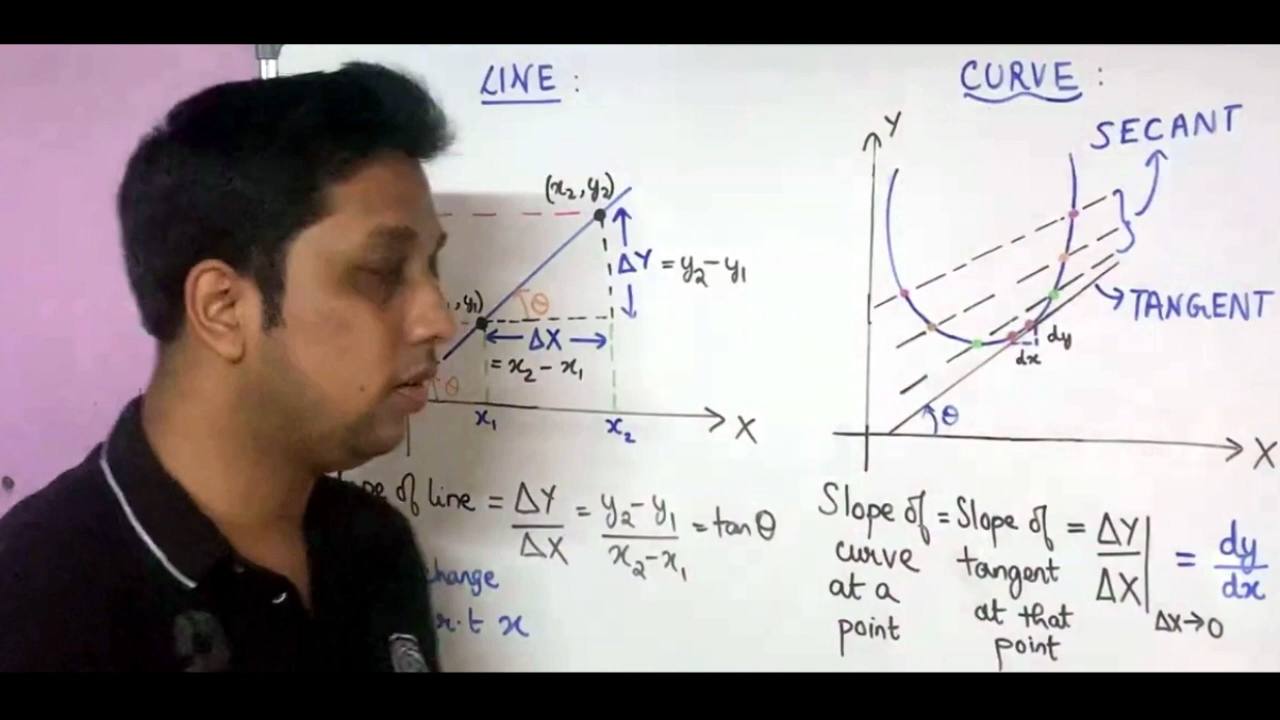 LINE :
(x₂, y₂)
ΔY = y₂-y₁
, y₁)
θ
ΔX
= x₂-x₁
θ
x₁
x₂
X
of line = ΔY/ΔX = y₂-y₁/x₂-x₁ = tanθ
change
r.t x
CURVE :
Y
SECANT
TANGENT
dy
dx
θ
X
Slope of curve at a point = Slope of tangent at that point = ΔY/ΔX|Δx→0 = dy/dx